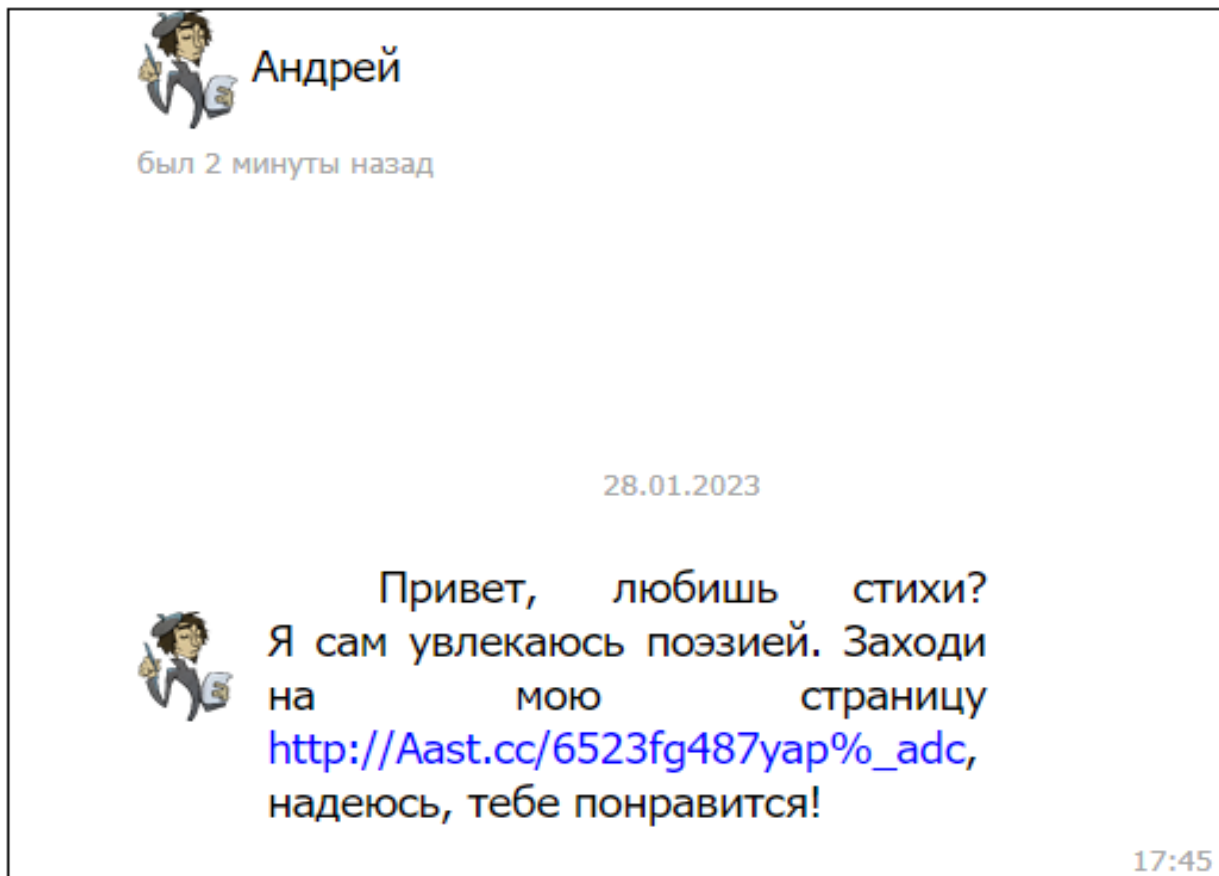 Андрей
был 2 минуты назад
28.01.2023
Привет, любишь стихи?
Я сам увлекаюсь поэзией. Заходи
на мою страницу
http://Aast.cc/6523fg487yap%_adc,
надеюсь, тебе понравится!
17:45